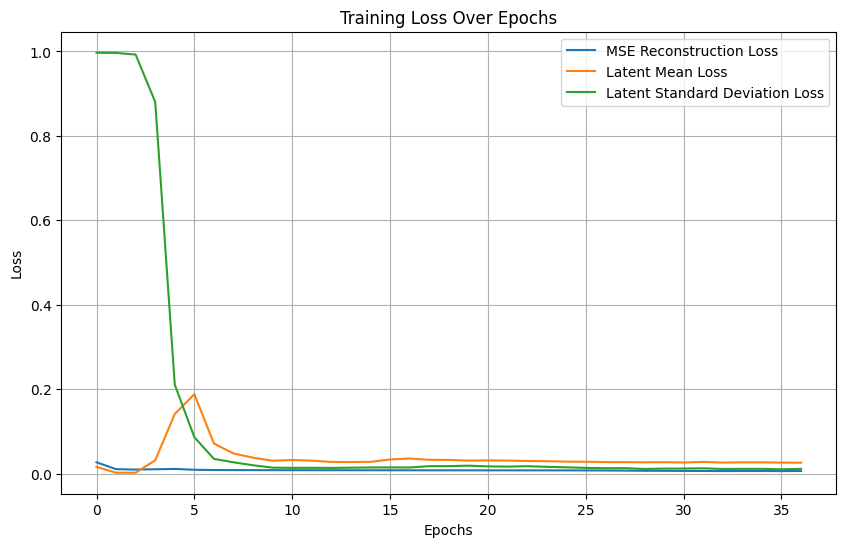 Training Loss Over Epochs
MSE Reconstruction Loss
Latent Mean Loss
Latent Standard Deviation Loss
Loss
1.0
0.8
0.6
0.4
0.2
0.0
0 5 10 15 20 25 30 35
Epochs